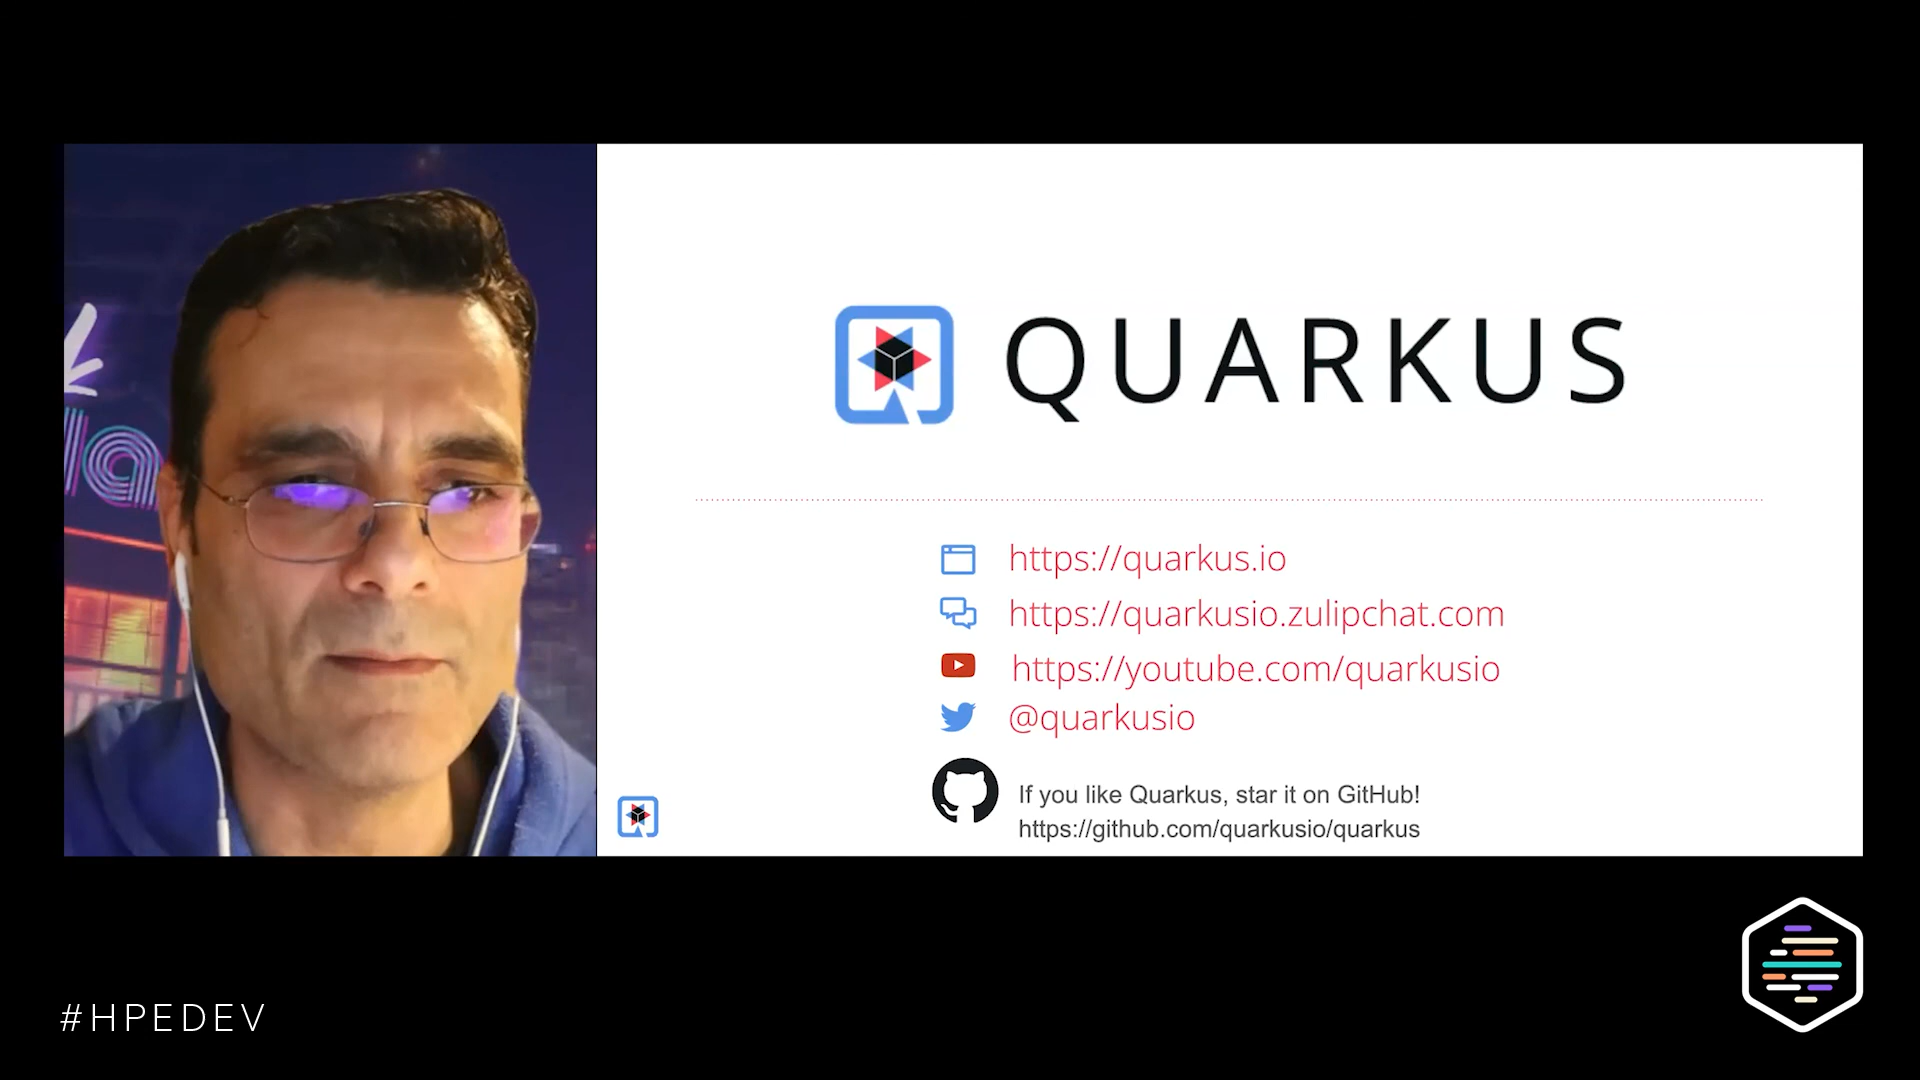 QUARKUS
https://quarkus.io
https://quarkusio.zulipchat.com
https://youtube.com/quarkusio
@quarkusio
If you like Quarkus, star it on GitHub!
https://github.com/quarkusio/quarkus
#HPEDEV